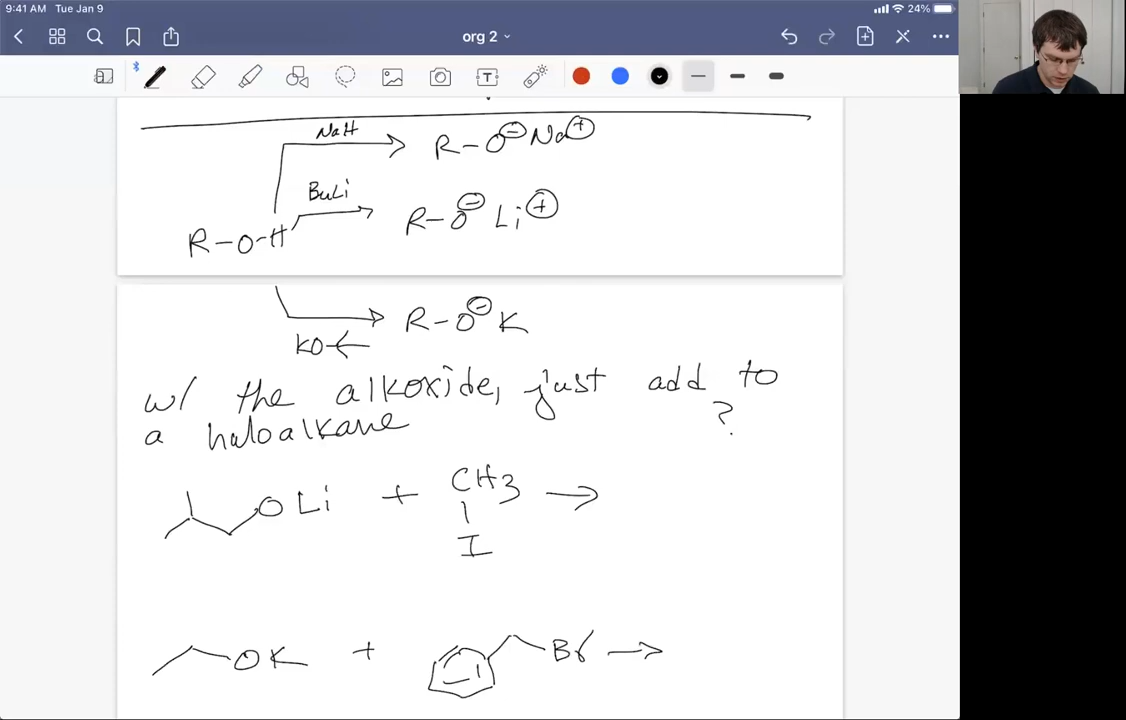 9:41 AM Tue Jan 9
24%
org 2
NaH
R-O⊖ Na⊕
BuLi
R-O⊖ Li⊕
R-O-H
R-O⊖ K
KO
w/ the alkoxide, just add to
a haloalkane ?
OLi + CH3 →
I
OK + Br →